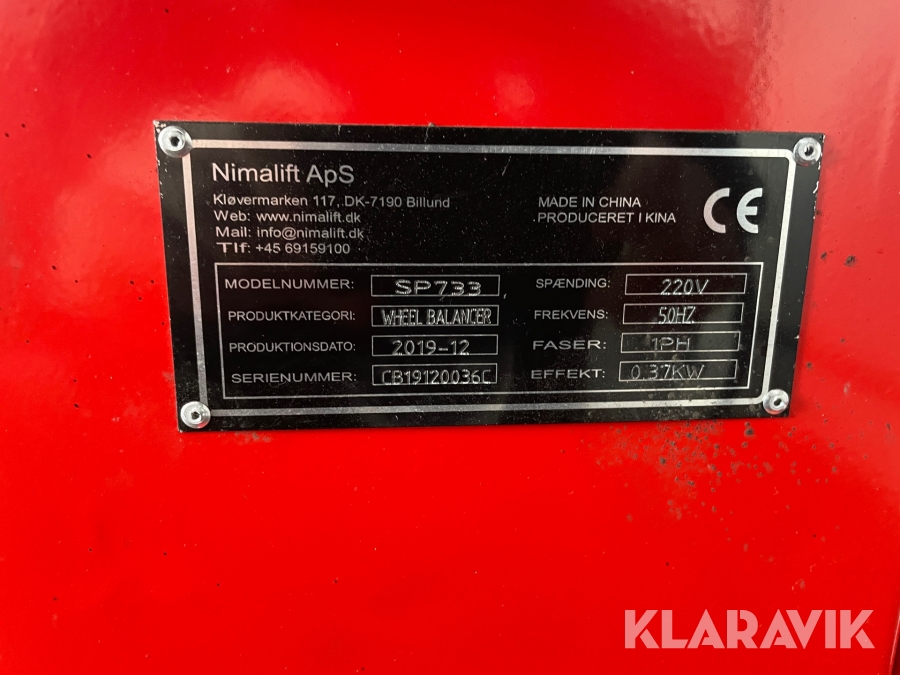 Nimalift ApS
Kløvermarken 117, DK-7190 Billund
Web: www.nimalift.dk
Mail: info@nimalift.dk
Tlf: +45 69159100
MADE IN CHINA
PRODUCERET I KINA
CE
MODELNUMMER: SP733
PRODUKTKATEGORI: WHEEL BALANCER
PRODUKTIONSDATO: 2019-12
SERIENUMMER: CB19120036C
SPÆNDING: 220V
FREKVENS: 50HZ
FASER: 1PH
EFFEKT: 0.37KW
KLARAVIK